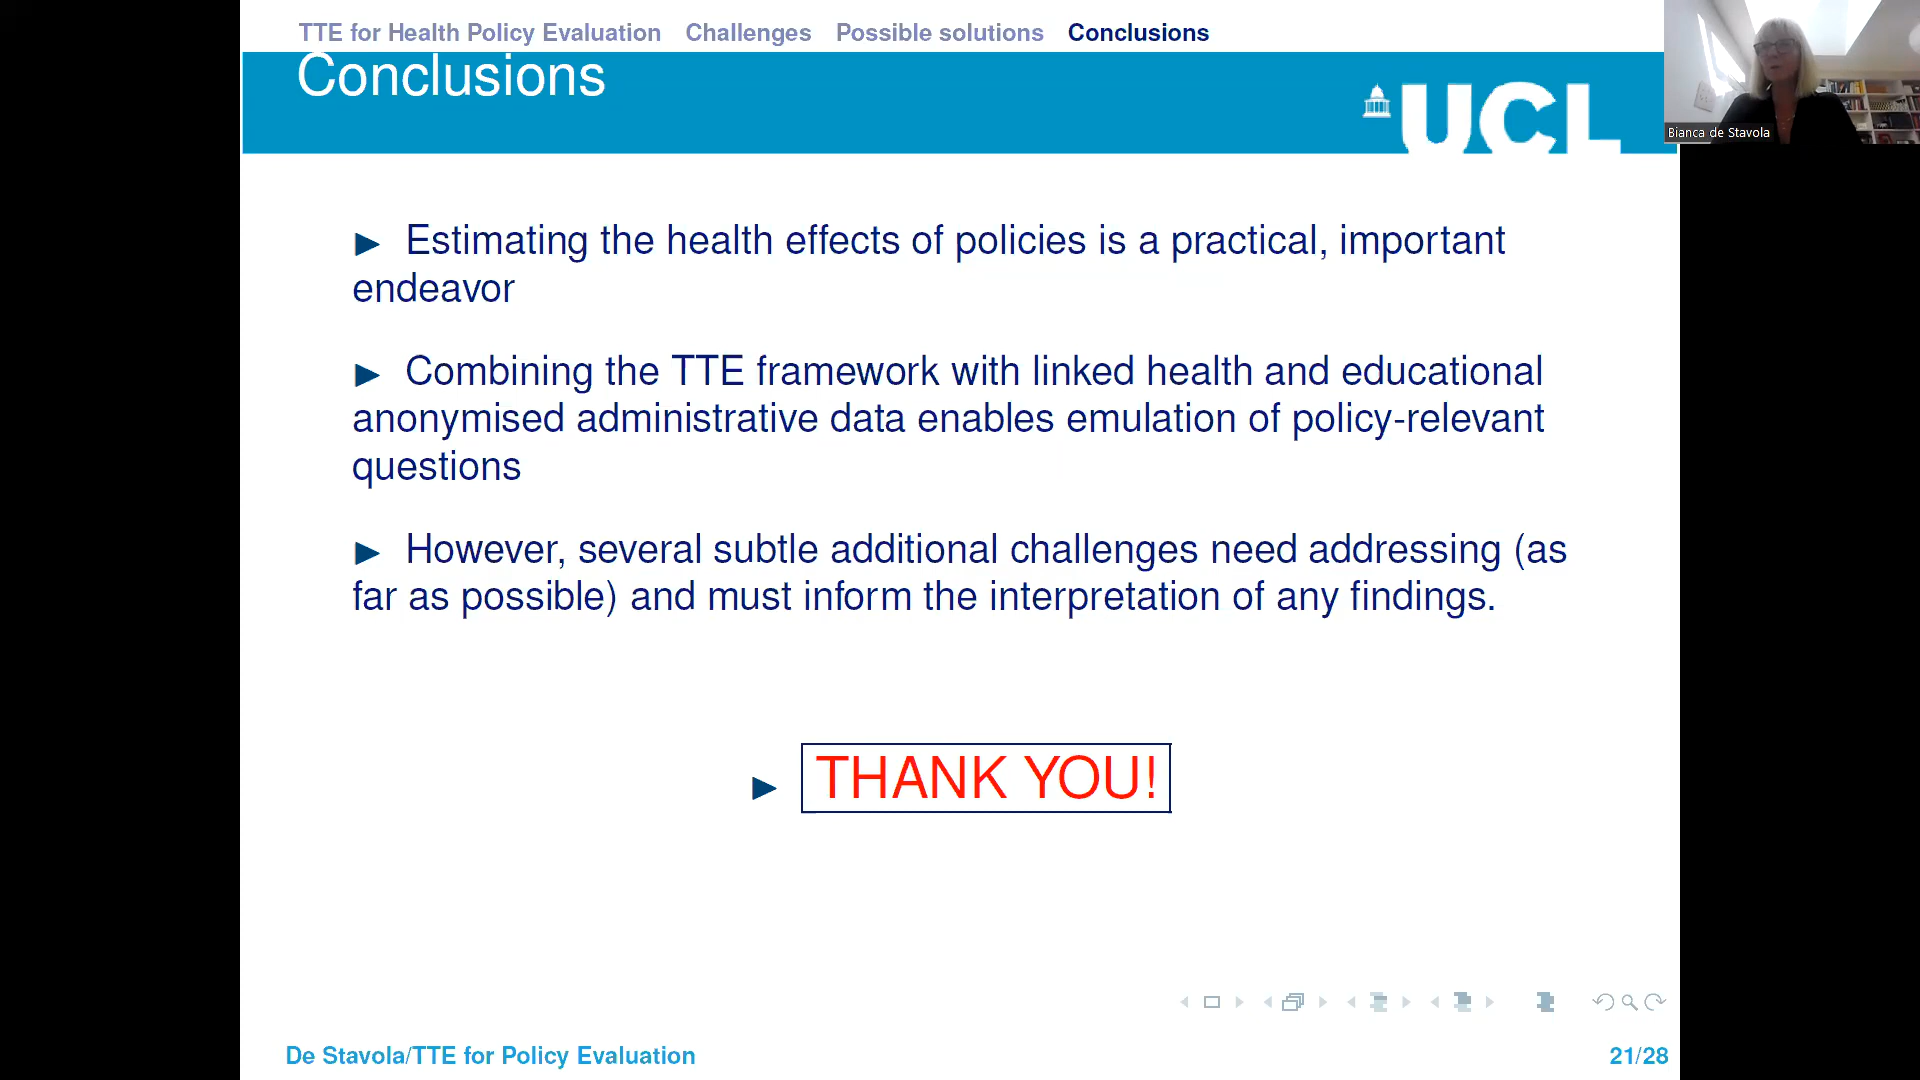 TTE for Health Policy Evaluation Challenges Possible solutions Conclusions
Conclusions
UCL
Bianca de Stavola
Estimating the health effects of policies is a practical, important
endeavor
Combining the TTE framework with linked health and educational
anonymised administrative data enables emulation of policy-relevant
questions
However, several subtle additional challenges need addressing (as
far as possible) and must inform the interpretation of any findings.
THANK YOU!
De Stavola/TTE for Policy Evaluation 21/28